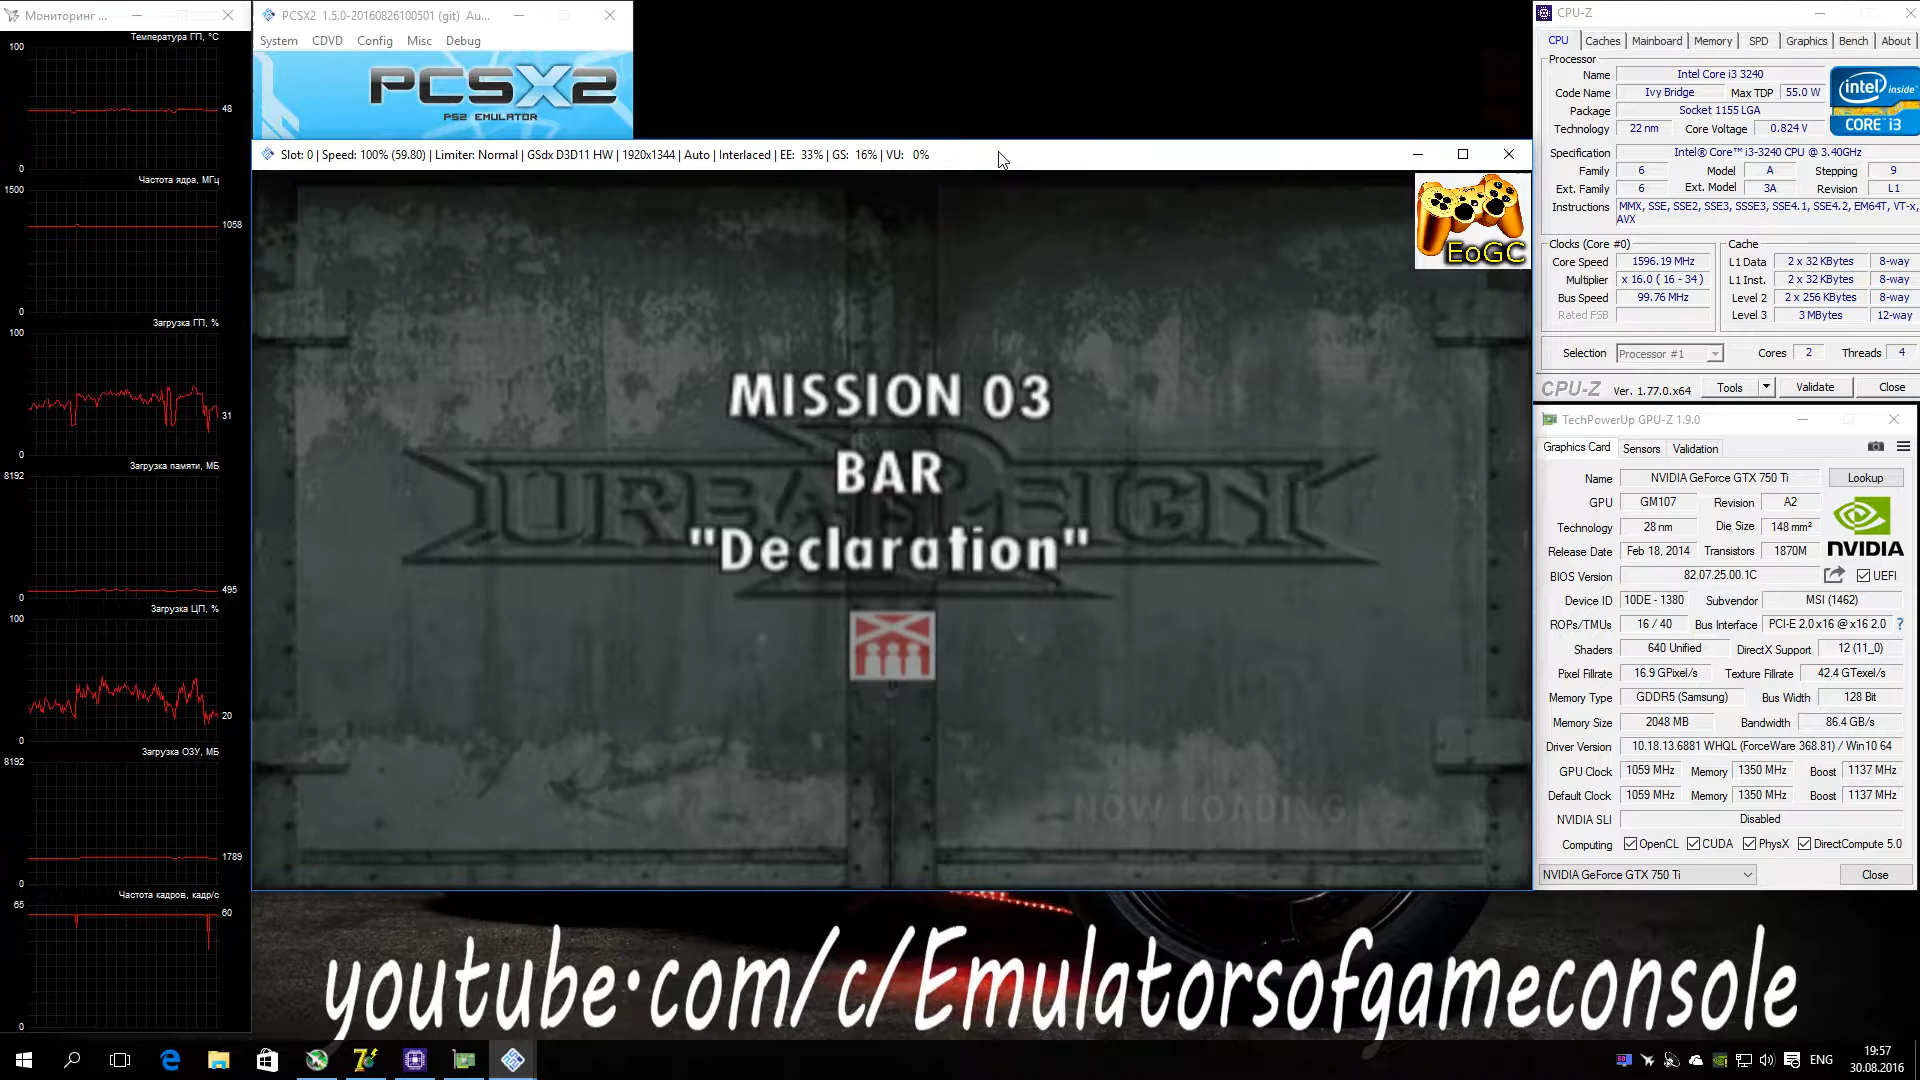 Мониторинг ...
Температура ГП, °C
100
48
0
Частота ядра, МГц
1500
1058
0
Загрузка ГП, %
100
31
0
Загрузка памяти, МБ
8192
495
0
Загрузка ЦП, %
100
20
0
Загрузка ОЗУ, МБ
8192
1789
0
Частота кадров, кадр/с
65
60
0
PCSX2 1.5.0-20160826100501 (git) Au...
System CDVD Config Misc Debug
PCSX2
PS2 EMULATOR
Slot: 0 | Speed: 100% (59.80) | Limiter: Normal | GSdx D3D11 HW | 1920x1344 | Auto | Interlaced | EE: 33% | GS: 16% | VU: 0%
EoGC
MISSION 03
BAR
URBAN REIGN
"Declaration"
NOW LOADING
CPU-Z
CPU Caches Mainboard Memory SPD Graphics Bench About
Processor
Name Intel Core i3 3240
Code Name Ivy Bridge Max TDP 55.0 W
Package Socket 1155 LGA
Technology 22 nm Core Voltage 0.824 V
intel inside
CORE i3
Specification Intel® Core™ i3-3240 CPU @ 3.40GHz
Family 6 Model A Stepping 9
Ext. Family 6 Ext. Model 3A Revision L1
Instructions MMX, SSE, SSE2, SSE3, SSSE3, SSE4.1, SSE4.2, EM64T, VT-x,
AVX
Clocks (Core #0) Cache
Core Speed 1596.19 MHz L1 Data 2 x 32 KBytes 8-way
Multiplier x 16.0 ( 16 - 34 ) L1 Inst. 2 x 32 KBytes 8-way
Bus Speed 99.76 MHz Level 2 2 x 256 KBytes 8-way
Rated FSB Level 3 3 MBytes 12-way
Selection Processor #1 Cores 2 Threads 4
CPU-Z Ver. 1.77.0.x64 Tools Validate Close
TechPowerUp GPU-Z 1.9.0
Graphics Card Sensors Validation
Name NVIDIA GeForce GTX 750 Ti Lookup
GPU GM107 Revision A2
Technology 28 nm Die Size 148 mm²
Release Date Feb 18, 2014 Transistors 1870M
NVIDIA
BIOS Version 82.07.25.00.1C UEFI
Device ID 10DE - 1380 Subvendor MSI (1462)
ROPs/TMUs 16 / 40 Bus Interface PCI-E 2.0 x16 @ x16 2.0 ?
Shaders 640 Unified DirectX Support 12 (11_0)
Pixel Fillrate 16.9 GPixel/s Texture Fillrate 42.4 GTexel/s
Memory Type GDDR5 (Samsung) Bus Width 128 Bit
Memory Size 2048 MB Bandwidth 86.4 GB/s
Driver Version 10.18.13.6881 WHQL (ForceWare 368.81) / Win10 64
GPU Clock 1059 MHz Memory 1350 MHz Boost 1137 MHz
Default Clock 1059 MHz Memory 1350 MHz Boost 1137 MHz
NVIDIA SLI Disabled
Computing OpenCL CUDA PhysX DirectCompute 5.0
NVIDIA GeForce GTX 750 Ti Close
youtube.com/c/Emulatorsofgameconsole
ENG
19:57
30.08.2016